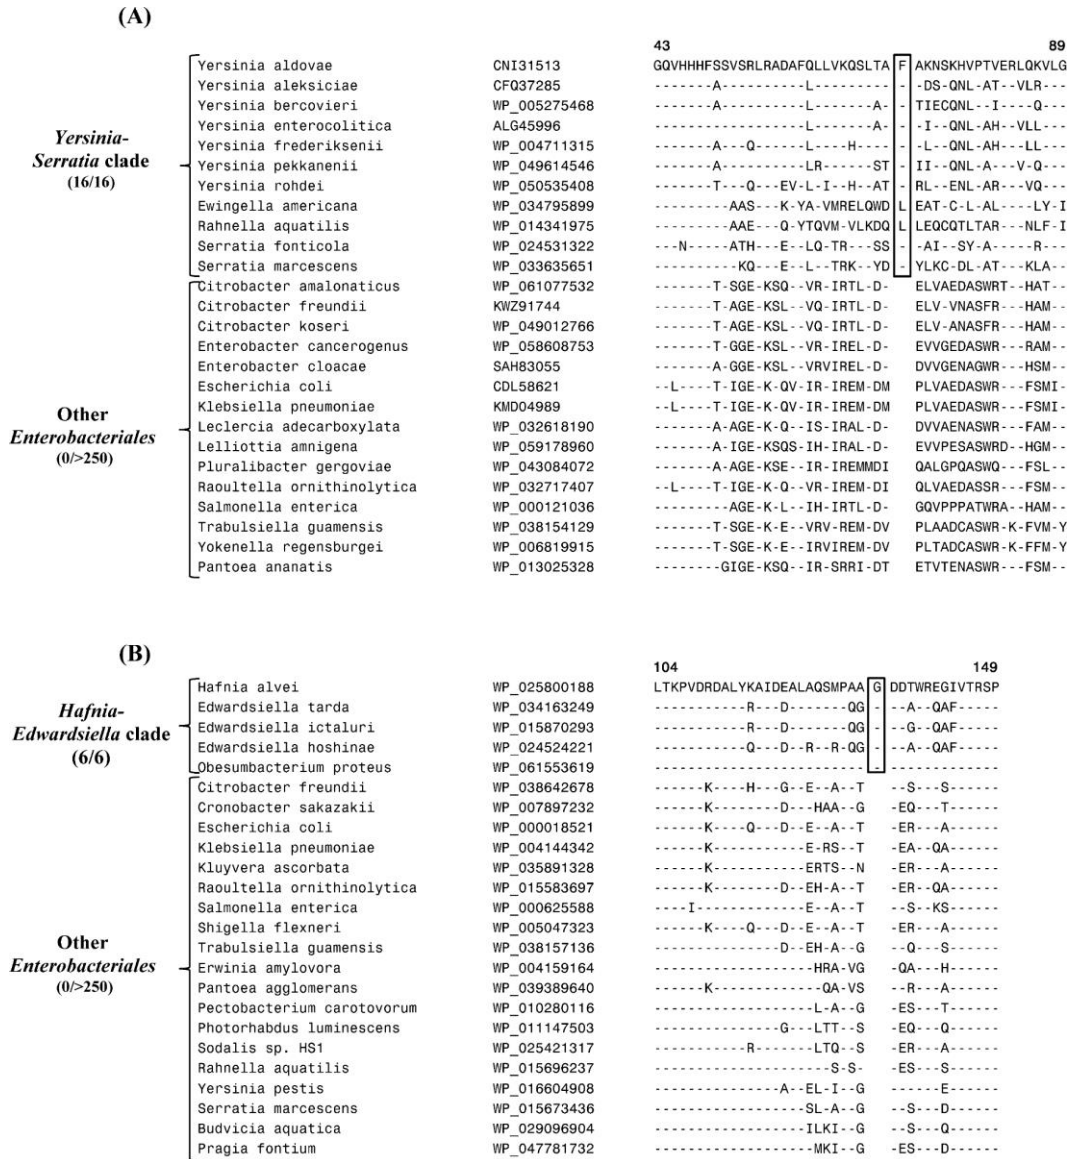 (A)
43 89
Yersinia aldovae CNI31513 GQVHHHFSSVSRLRADAFQLLVKQSLTA F AKNSKHVPTVERLQKVLG
Yersinia aleksiciae CFQ37285 --------A----------L-------- - -DS-QNL-AT--VLR---
Yersinia bercovieri WP_005275468 --------A----------L-------A- - TIECQNL--I----Q---
Yersinia enterocolitica ALG45996 -------------------L-------A- - -I--QNL-AH--VLL--
Yersinia frederiksenii WP_004711315 --------A--Q-------L----H--- - -I--QNL-A---LL---
Yersinia pekkanenii WP_049614546 --------A----------LR-----ST - II--QNL-A---V-Q--
Yersinia rohdei WP_050535408 --------T---Q---EV-L-I--H-AT - RL--ENL-AR---VQ---
Ewingella americana WP_034795899 ---------AAS---K-YA-VMRELQWD L EAT-C-L-AL----LY-I
Rahnella aquatilis WP_014341975 ---------AAE---Q-YTQVM-VLKDQ L LEQCQTLTAR---NLF-I
Serratia fonticola WP_024531322 ---N-----ATH---E--LQ-TR---SS - --AI--SY-A----R---
Serratia marcescens WP_033635651 ----------KQ---E--L--TRK--YD - YLKC-DL-AT---KLA--
Yersinia-
Serratia clade
(16/16)
Citrobacter amalonaticus WP_061077532 --------T-SGE-KSQ--VR-IRTL-D- ELVAEDASWRT--HAT--
Citrobacter freundii KWZ91744 --------T-AGE-KSL--VQ-IRTL-D- ELV-VNASFR---HAM--
Citrobacter koseri WP_049012766 --------T-AGE-KSL--VQ-IRTL-D- ELV-ANASFR---HAM--
Enterobacter cancerogenus WP_058608753 --------A-GGE-KSL--VR-IREL-D- EVVGEDASWR---RAM--
Enterobacter cloacae SAH83055 --------A-GGE-KSL--VRVIREL-D- DVVGENAGWR---HSM--
Escherichia coli CDL58621 --L-----T-IGE-K-QV-IR-IREM-DM PLVAEDASWR---FSMI-
Klebsiella pneumoniae KMD04989 --L-----T-IGE-K-QV-IR-IREM-DM PLVAEDASWR---FSMI-
Leclercia adecarboxylata WP_032618190 --------T-AGE-K-Q--IS-IRAL-D- DVVAENASWR---FAM--
Lelliottia amnigena WP_059178960 --------A-IGE-KSQS-IH-IRAL-D- EVVPESASWRD--HGM--
Pluralibacter gergoviae WP_043084072 --------A-AGE-KSE--IR-IREMMDI QALGPQASWQ---FSL--
Raoultella ornithinolytica WP_032717407 --L-----TIGE-K-Q--VR-IREM-DI QLVAEDASSR---FSM--
Salmonella enterica WP_000121036 ---------AGE-K-L--IH-IRTL-D- GQVPPPATWRA--HAM--
Trabulsiella guamensis WP_038154129 --------T-SGE-K-E--VRV-REM-DV PLAADCASWR-K-FVM-Y
Yokenella regensburgei WP_006819915 --------T-SGE-K-E--IRVIREM-DV PLTADCASWR-K-FFM-Y
Pantoea ananatis WP_013025328 ---------GIGE-KSQ--IR-SRRI-DT ETVTENASWR---FSM--
Other
Enterobacteriales
(0/>250)
(B)
104 149
Hafnia alvei WP_025800188 LTKPVDRDALYKAIDEALAQSMPAA G DDTWREGIVTRSP
Edwardsiella tarda WP_034163249 -----------R---D-------QG - --A--QAF-----
Edwardsiella ictaluri WP_015870293 -----------R---D-------QG - --G--QAF-----
Edwardsiella hoshinae WP_024524221 -----------Q---D--R--R-QG - --A--QAF-----
Obesumbacterium proteus WP_061553619 ------------------------- - -------------
Hafnia-
Edwardsiella clade
(6/6)
Citrobacter freundii WP_038642678 ------K----H---G--E--A--T --S---S------
Cronobacter sakazakii WP_007897232 ------K--------D---HAA--G -EQ---T------
Escherichia coli WP_000018521 ------K----Q---D--E--A--T -ER---A------
Klebsiella pneumoniae WP_004144342 ------K-----------E-RS--T -EA--QA------
Kluyvera ascorbata WP_035891328 ------K-----------ERTS--N -ER---A------
Raoultella ornithinolytica WP_015583697 ------K--------D--EH-A--T -ER--QA------
Salmonella enterica WP_000625588 ----I-------------E--A--T --S--KS------
Shigella flexneri WP_005047323 ------K----Q---D--E--A--T -ER---A------
Trabulsiella guamensis WP_038157136 ---------------D--EH-A--G --Q---S------
Erwinia amylovora WP_004159164 -------------------HRA-VG -QA---H------
Pantoea agglomerans WP_039389640 ------K-------------QA-VS --R---A------
Pectobacterium carotovorum WP_010280116 -------------------L-A--G -ES---T------
Photorhabdus luminescens WP_011147503 ---------------G--LTT--S -EQ---Q------
Sodalis sp. HS1 WP_025421317 -----------R-------LTQ--S -ER---A------
Rahnella aquatilis WP_015696237 ---------------------S-S- -ES---S------
Yersinia pestis WP_016604908 ---------------A--EL-I--G ------E------
Serratia marcescens WP_015673436 ------------------SL-A--G --S---D------
Budvicia aquatica WP_029096904 ------------------ILKI--G --S---Q------
Pragia fontium WP_047781732 -------------------MKI--G -ES---D------
Other
Enterobacteriales
(0/>250)